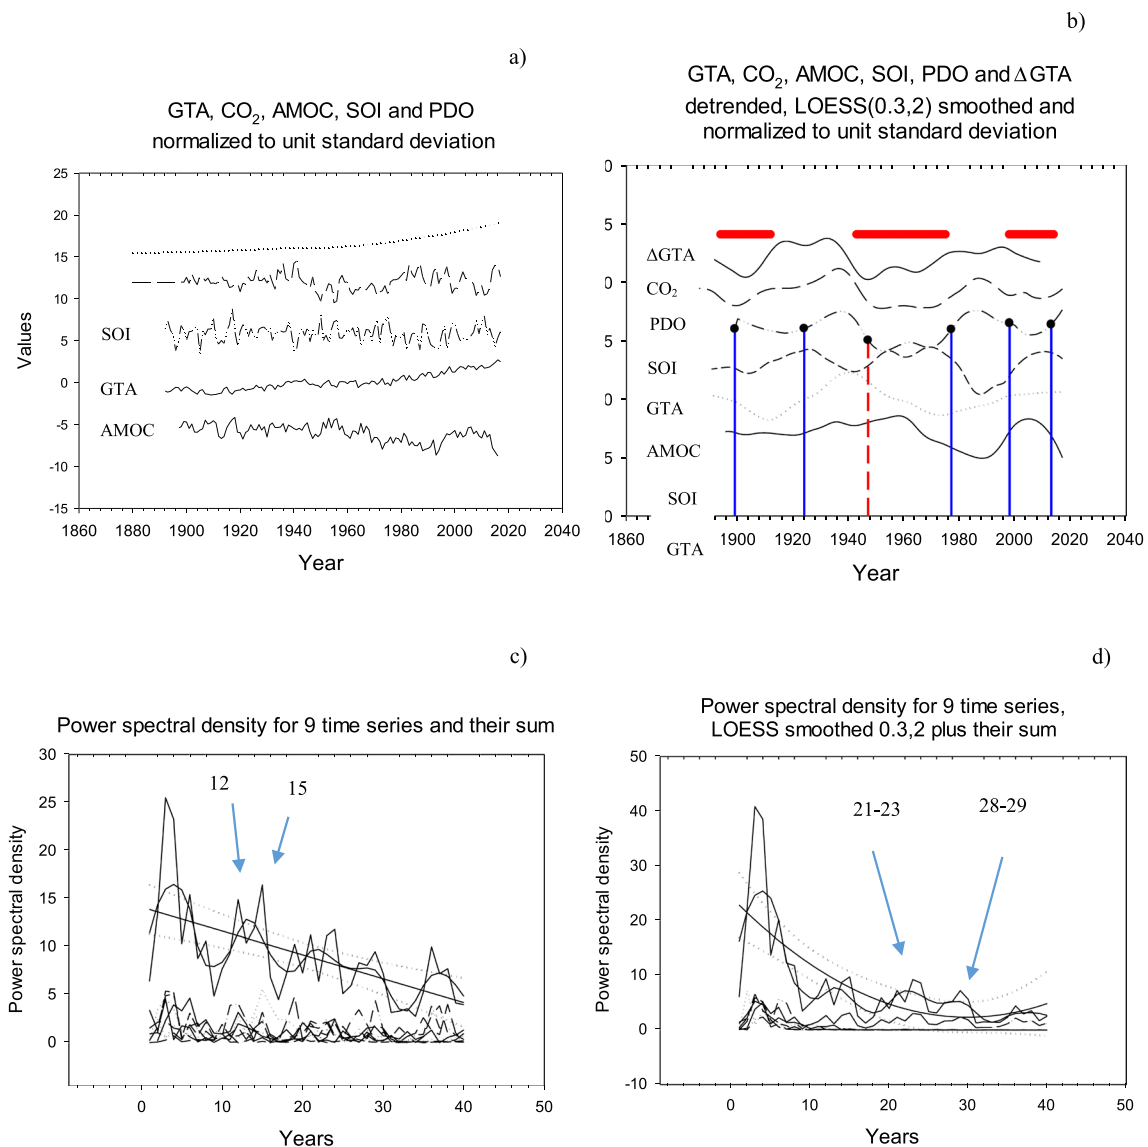 a)
GTA, CO2, AMOC, SOI and PDO
normalized to unit standard deviation
25
20
15
10
5
0
-5
-10
-15
Values
SOI
GTA
AMOC
1860 1880 1900 1920 1940 1960 1980 2000 2020 2040
Year
b)
GTA, CO2, AMOC, SOI, PDO and ΔGTA
detrended, LOESS(0.3,2) smoothed and
normalized to unit standard deviation
0
5
0
5
0
5
0
ΔGTA
CO2
PDO
SOI
GTA
AMOC
SOI
GTA
1860 1900 1920 1940 1960 1980 2000 2020 2040
Year
c)
Power spectral density for 9 time series and their sum
30
25
20
15
10
5
0
Power spectral density
12
15
0 10 20 30 40 50
Years
d)
Power spectral density for 9 time series,
LOESS smoothed 0.3,2 plus their sum
50
40
30
20
10
0
-10
Power spectral density
21-23
28-29
0 10 20 30 40 50
Years